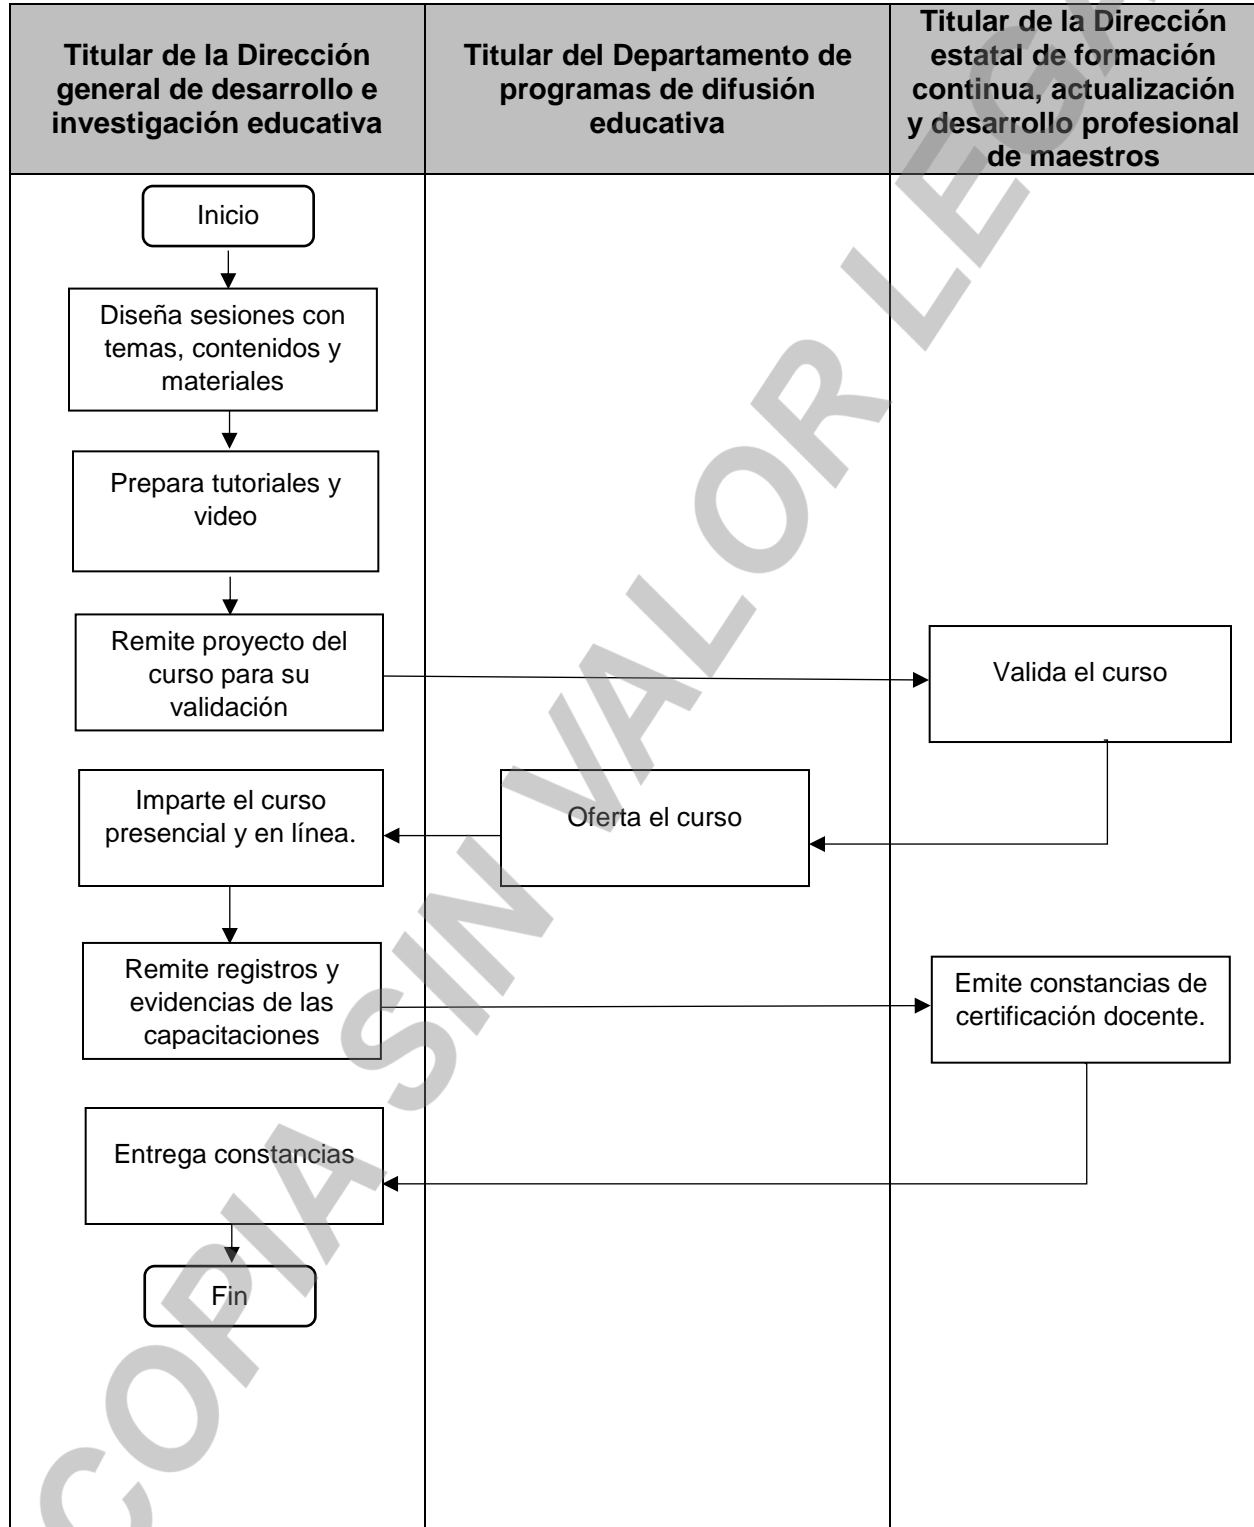 Titular de la Dirección
general de desarrollo e
investigación educativa
Titular del Departamento de
programas de difusión
educativa
Titular de la Dirección
estatal de formación
continua, actualización
y desarrollo profesional
de maestros
Inicio
Diseña sesiones con
temas, contenidos y
materiales
Prepara tutoriales y
video
Remite proyecto del
curso para su
validación
Valida el curso
Oferta el curso
Imparte el curso
presencial y en línea.
Remite registros y
evidencias de las
capacitaciones
Emite constancias de
certificación docente.
Entrega constancias
Fin
COPIA SIN VALOR LEGA